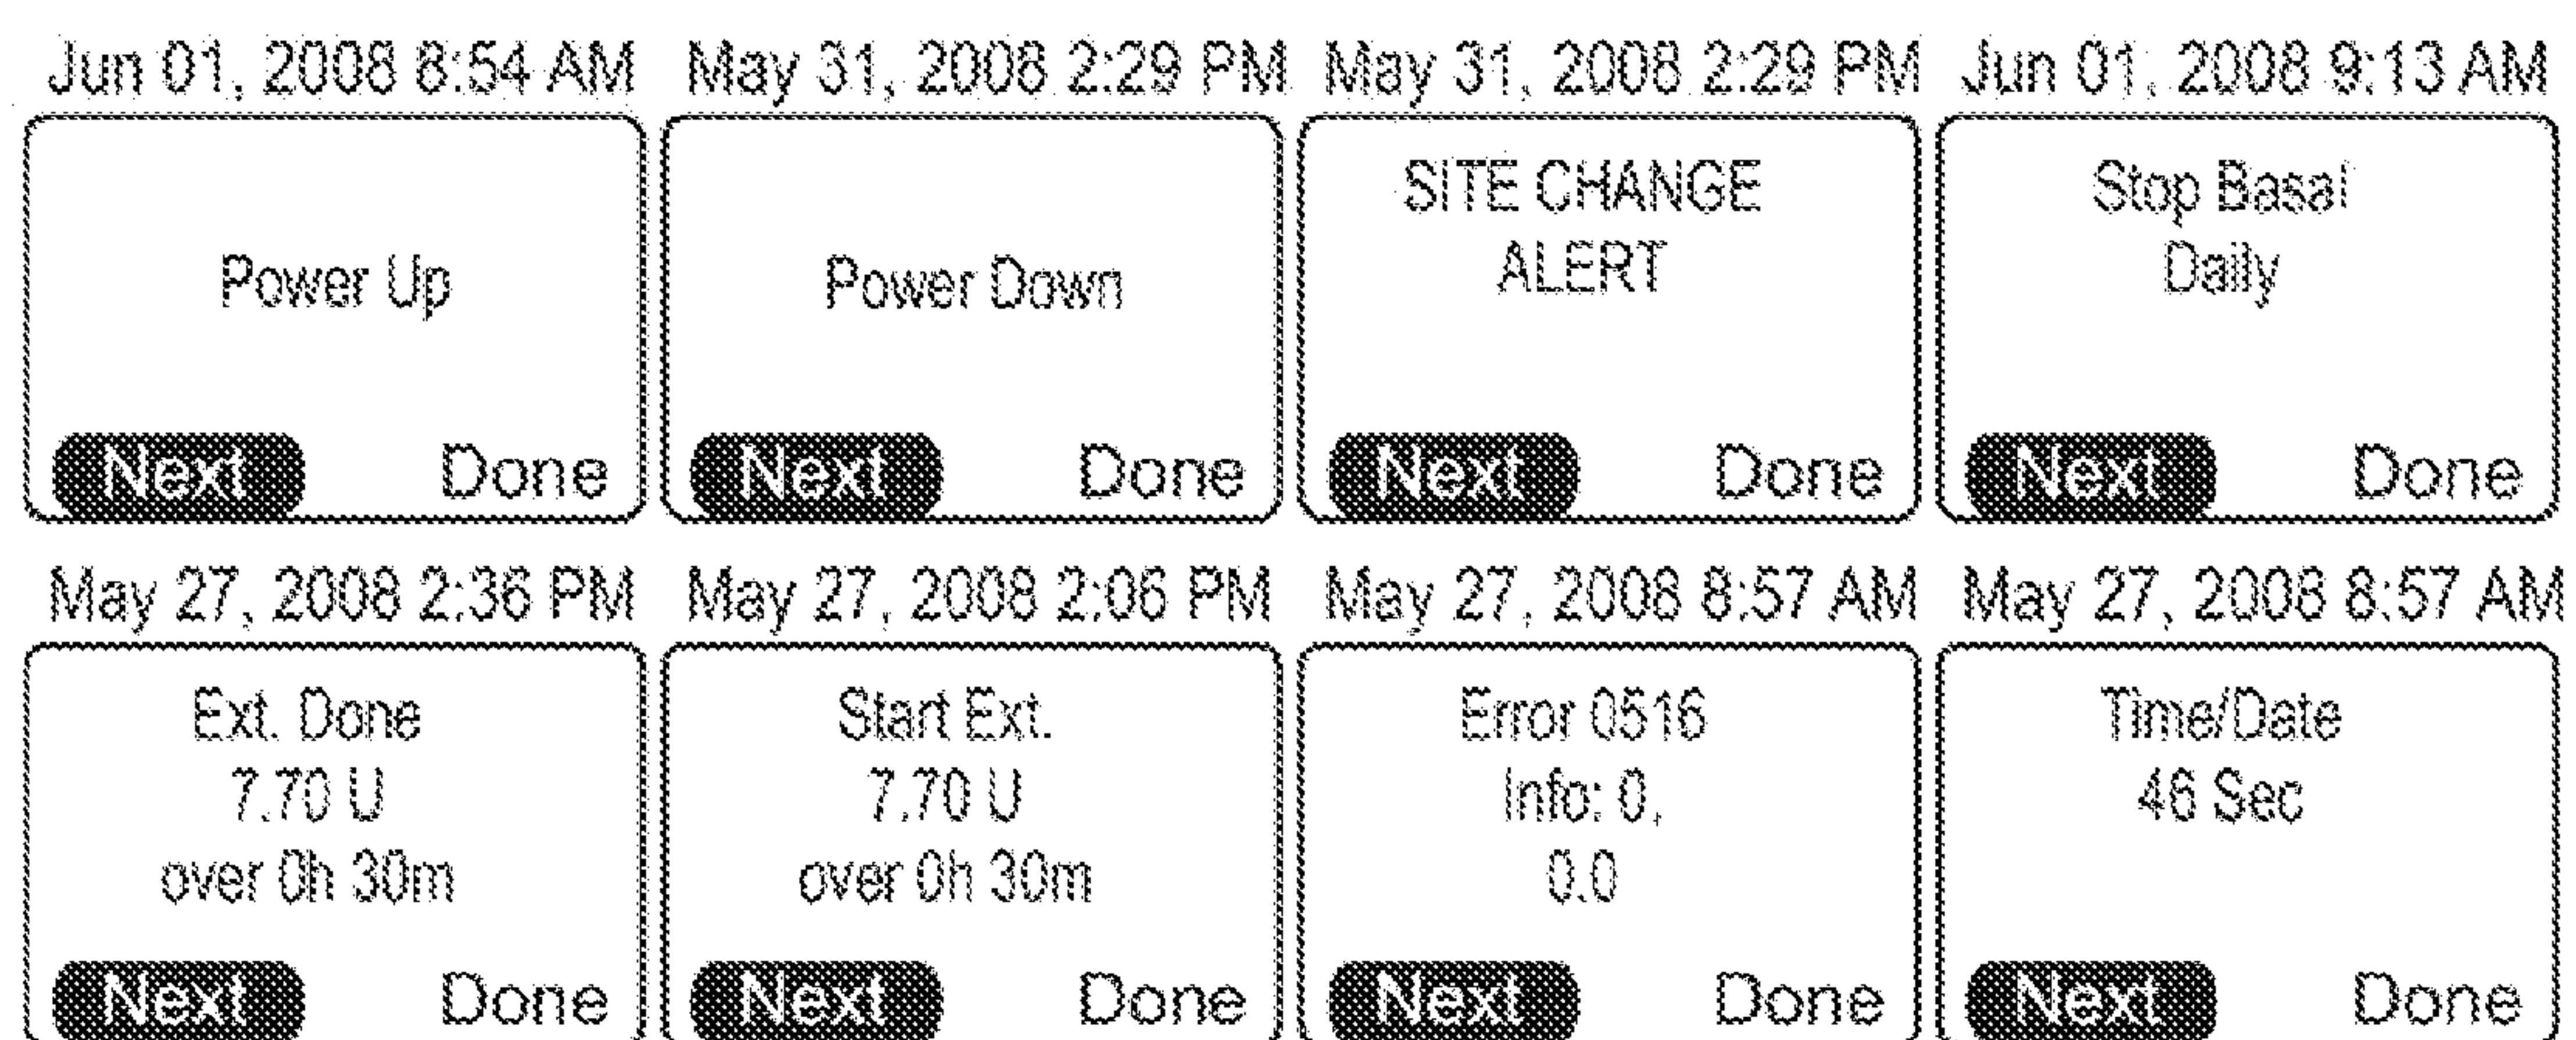 Jun 01, 2008 8:54 AM
Power Up
Next Done
May 31, 2008 2:29 PM
Power Down
Next Done
May 31, 2008 2:29 PM
SITE CHANGE
ALERT
Next Done
Jun 01, 2008 9:13 AM
Stop Basal
Daily
Next Done
May 27, 2008 2:36 PM
Ext. Done
7.70 U
over 0h 30m
Next Done
May 27, 2008 2:06 PM
Start Ext.
7.70 U
over 0h 30m
Next Done
May 27, 2008 8:57 AM
Error 0516
Info: 0,
0.0
Next Done
May 27, 2008 8:57 AM
Time/Date
46 Sec
Next Done